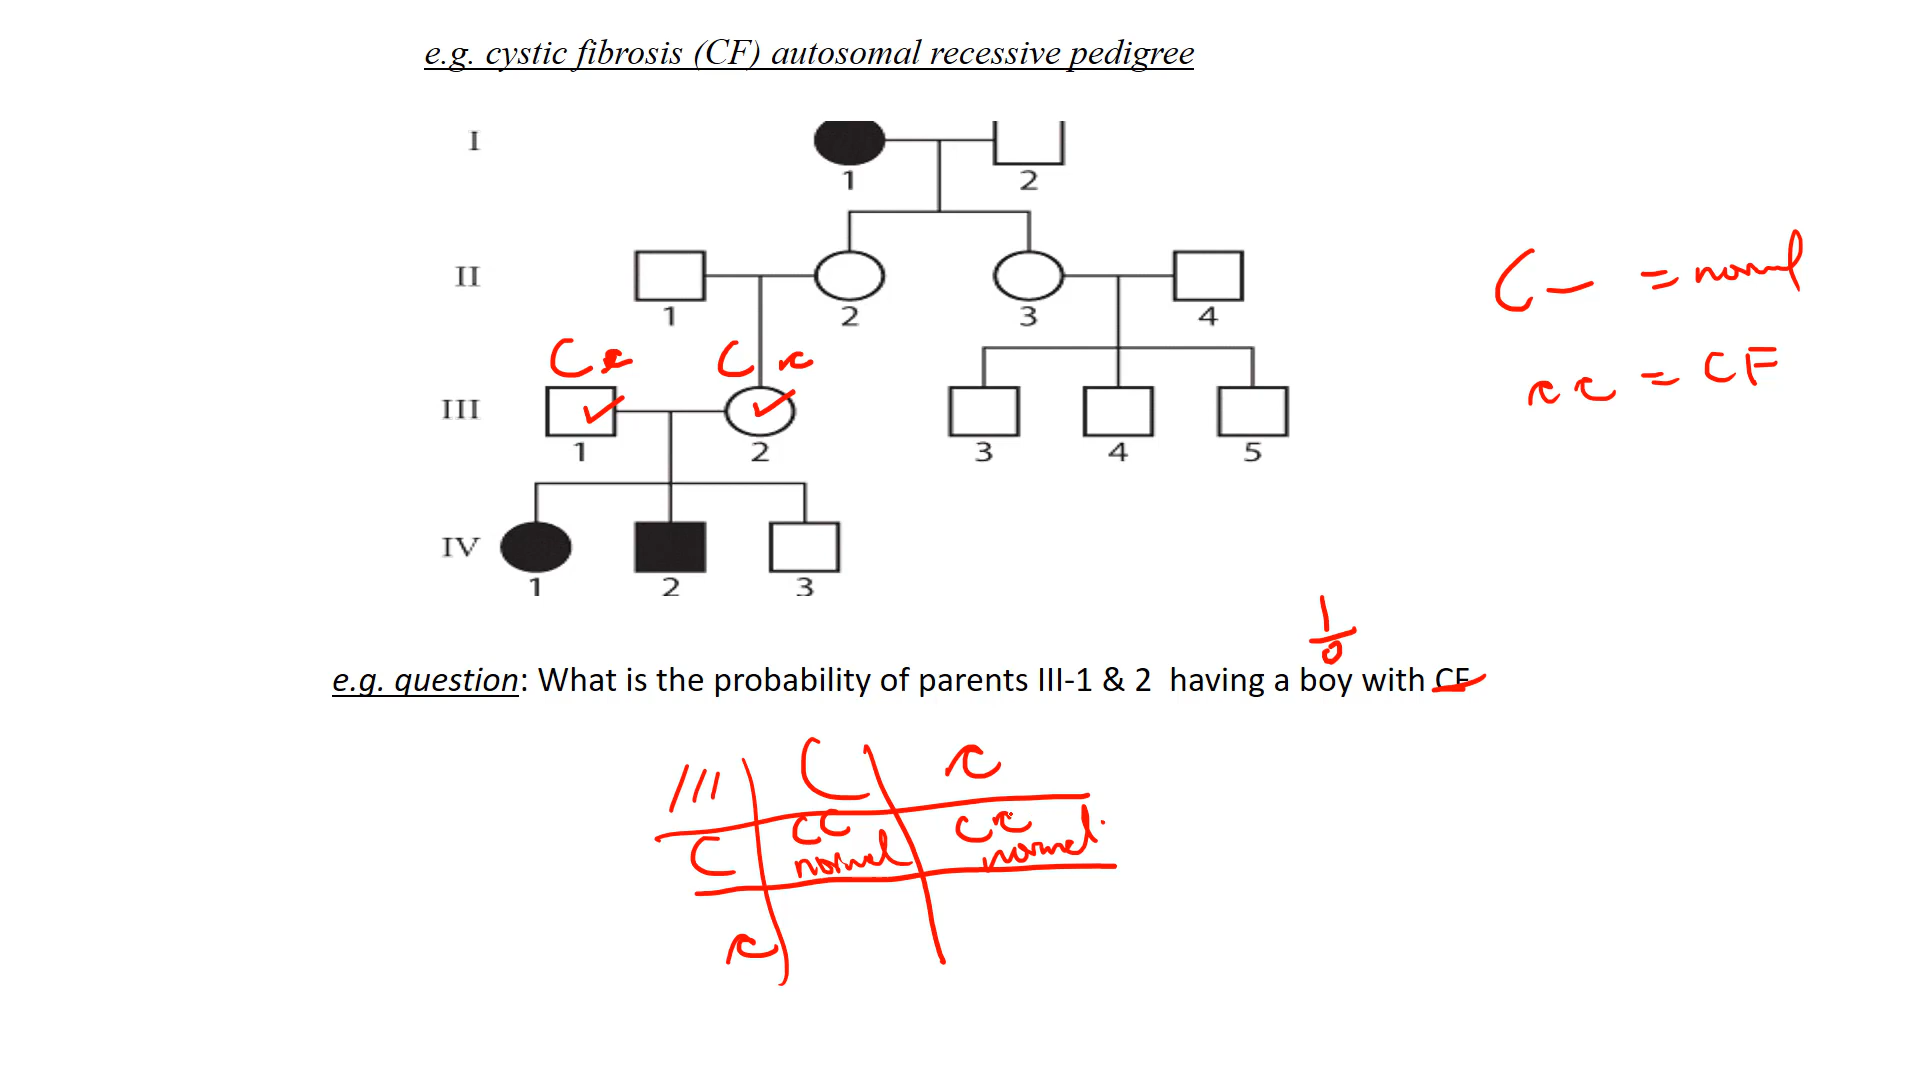 e.g. cystic fibrosis (CF) autosomal recessive pedigree
I
1 2
II
1 2 3 4
C – = normal
C c C c
cc = CF
III
1 2 3 4 5
IV
1 2 3
1
e.g. question: What is the probability of parents III-1 & 2 having a boy with CF
III C c
C CC Cc
normal normal
c